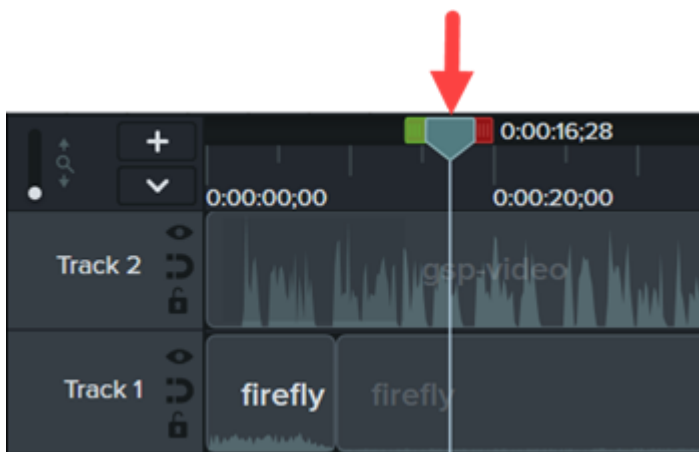 +
0:00:16;28
0:00:00;00 0:00:20;00
Track 2
gsp-video
Track 1
firefly firefly